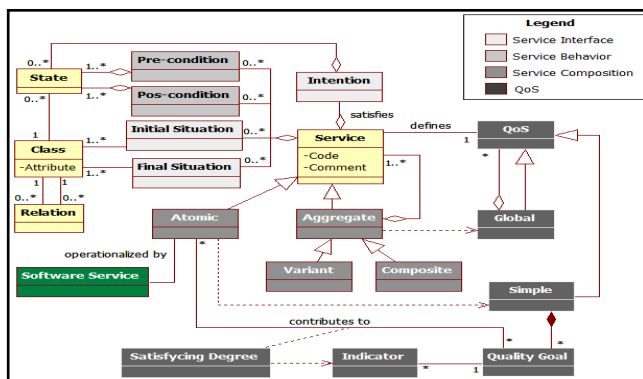 Legend
Service Interface
Service Behavior
Service Composition
QoS
0..*
1..*
Pre-condition
0..*
State
Intention
0..*
1..*
Pos-condition
0..*
satisfies
0..*
Initial Situation
0..*
Service
defines
QoS
1
1..*
1
Class
-Code
-Attribute
-Comment
1..*
*
1..*
Final Situation
0..*
1
1
0..*
0..*
Relation
Atomic
Aggregate
Global
*
operationalized by
Software Service
Variant
Composite
Simple
contributes to
*
*
Satisfycing Degree
Indicator
*
1
Quality Goal